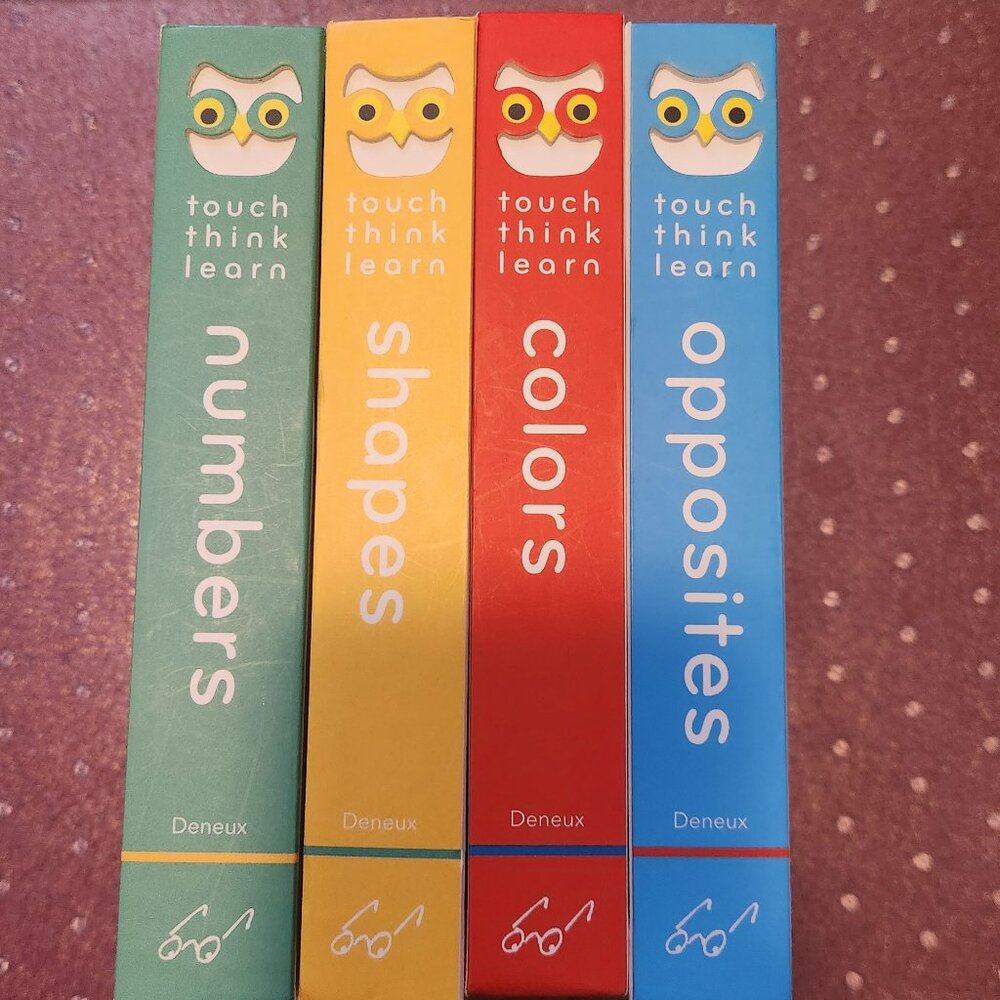 touch
think
learn
numbers
Deneux
touch
think
learn
shapes
Deneux
touch
think
learn
colors
Deneux
touch
think
learn
opposites
Deneux